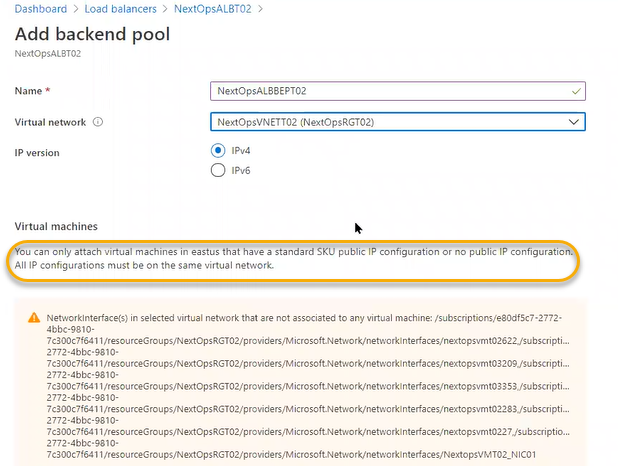 Dashboard > Load balancers > NextOpsALBT02 >
Add backend pool
NextOpsALBT02
Name *
NextOpsALBBEPT02
Virtual network
NextOpsVNETT02 (NextOpsRGT02)
IP version
IPv4
IPv6
Virtual machines
You can only attach virtual machines in eastus that have a standard SKU public IP configuration or no public IP configuration.
All IP configurations must be on the same virtual network.
NetworkInterface(s) in selected virtual network that are not associated to any virtual machine: /subscriptions/e80df5c7-2772-
4bbc-9810-
7c300c7f6411/resourceGroups/NextOpsRGT02/providers/Microsoft.Network/networkInterfaces/nextopsvmt02622,/subscripti...
2772-4bbc-9810-
7c300c7f6411/resourceGroups/NextOpsRGT02/providers/Microsoft.Network/networkInterfaces/nextopsvmt03209,/subscripti...
2772-4bbc-9810-
7c300c7f6411/resourceGroups/NextOpsRGT02/providers/Microsoft.Network/networkInterfaces/nextopsvmt03353,/subscripti...
2772-4bbc-9810-
7c300c7f6411/resourceGroups/NextOpsRGT02/providers/Microsoft.Network/networkInterfaces/nextopsvmt02283,/subscripti...
2772-4bbc-9810-
7c300c7f6411/resourceGroups/NextOpsRGT02/providers/Microsoft.Network/networkInterfaces/nextopsvmt0227,/subscriptio...
2772-4bbc-9810-
7c300c7f6411/resourceGroups/NextOpsRGT02/providers/Microsoft.Network/networkInterfaces/NextopsVMT02_NIC01